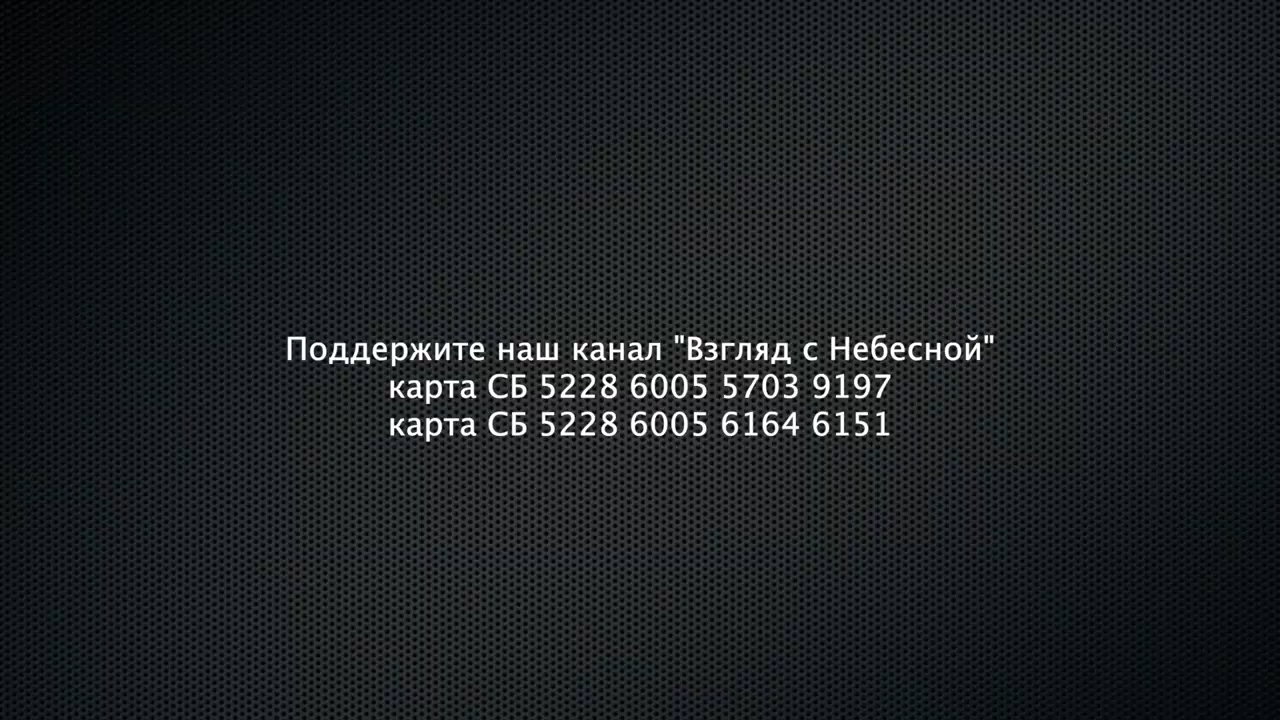 Поддержите наш канал "Взгляд с Небесной"
карта СБ 5228 6005 5703 9197
карта СБ 5228 6005 6164 6151